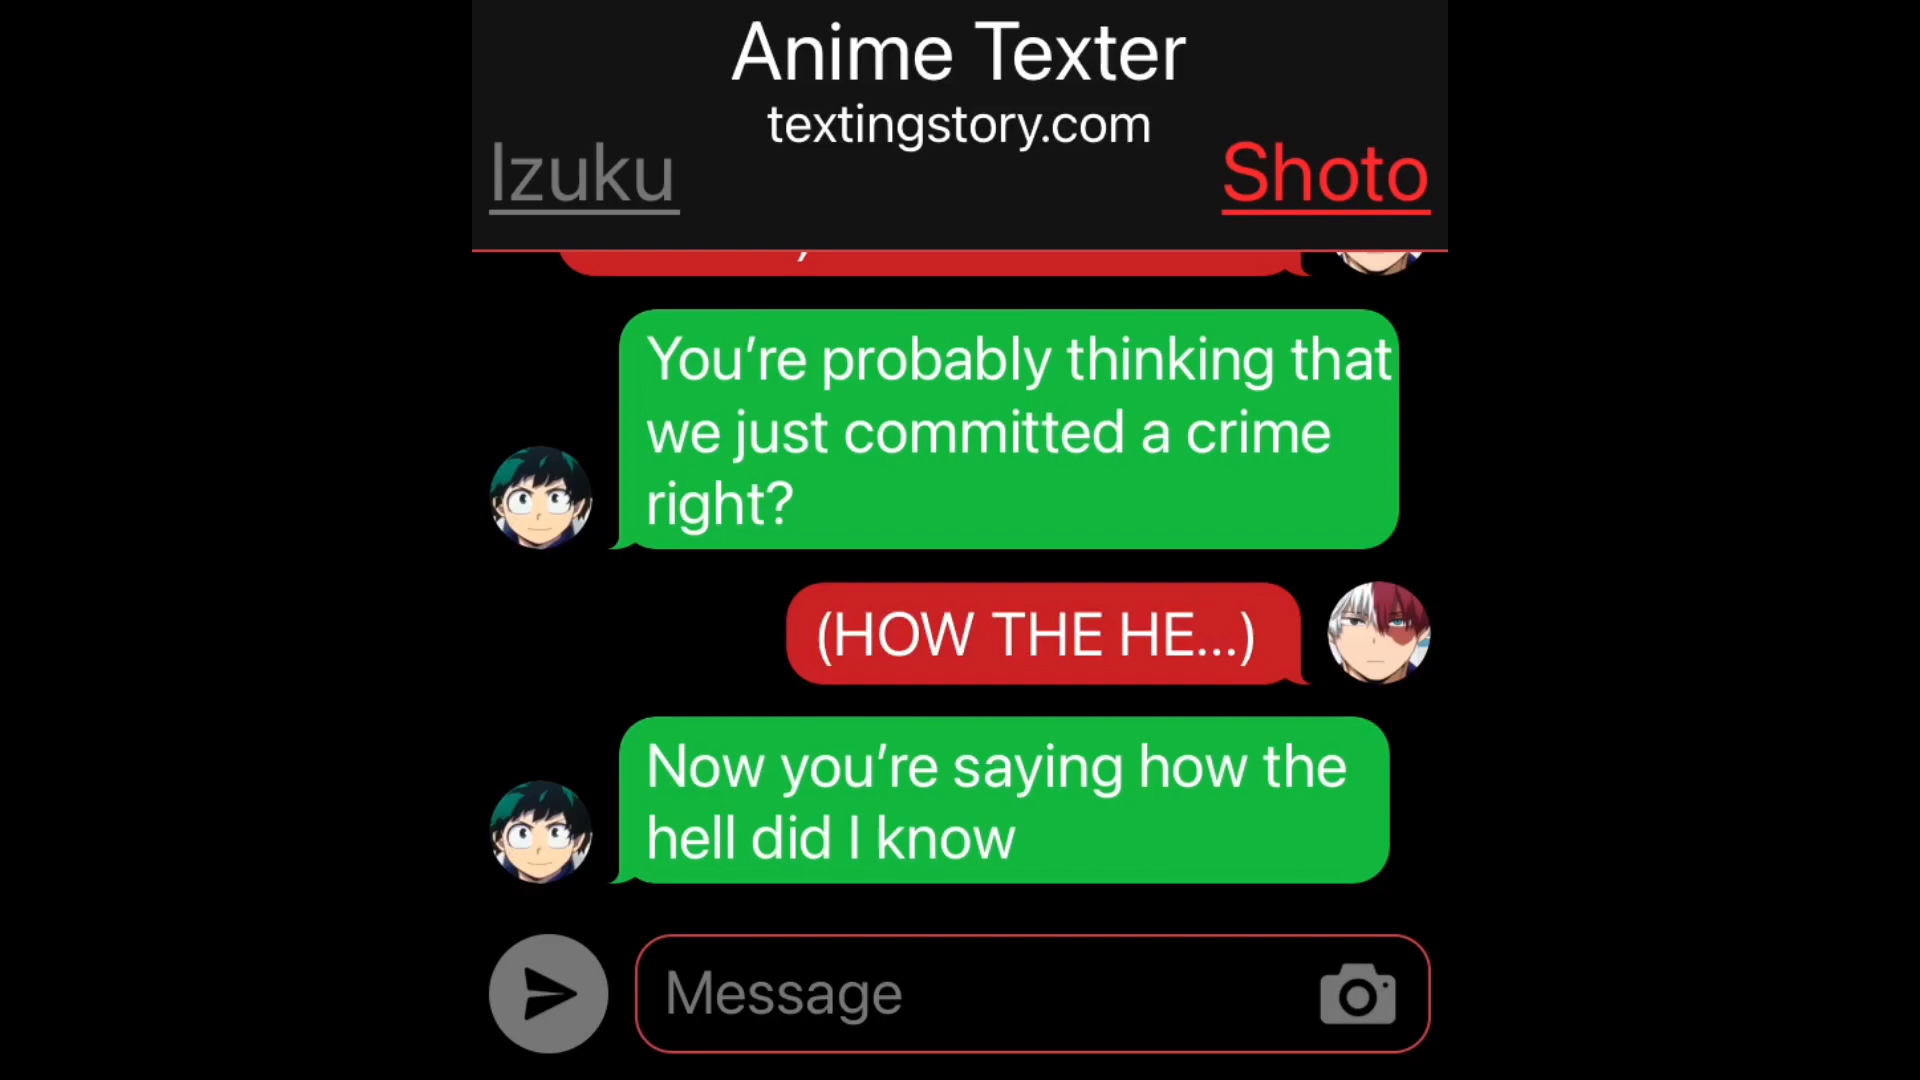 Anime Texter
textingstory.com
Izuku
Shoto
You’re probably thinking that
we just committed a crime
right?
(HOW THE HE...)
Now you’re saying how the
hell did I know
Message